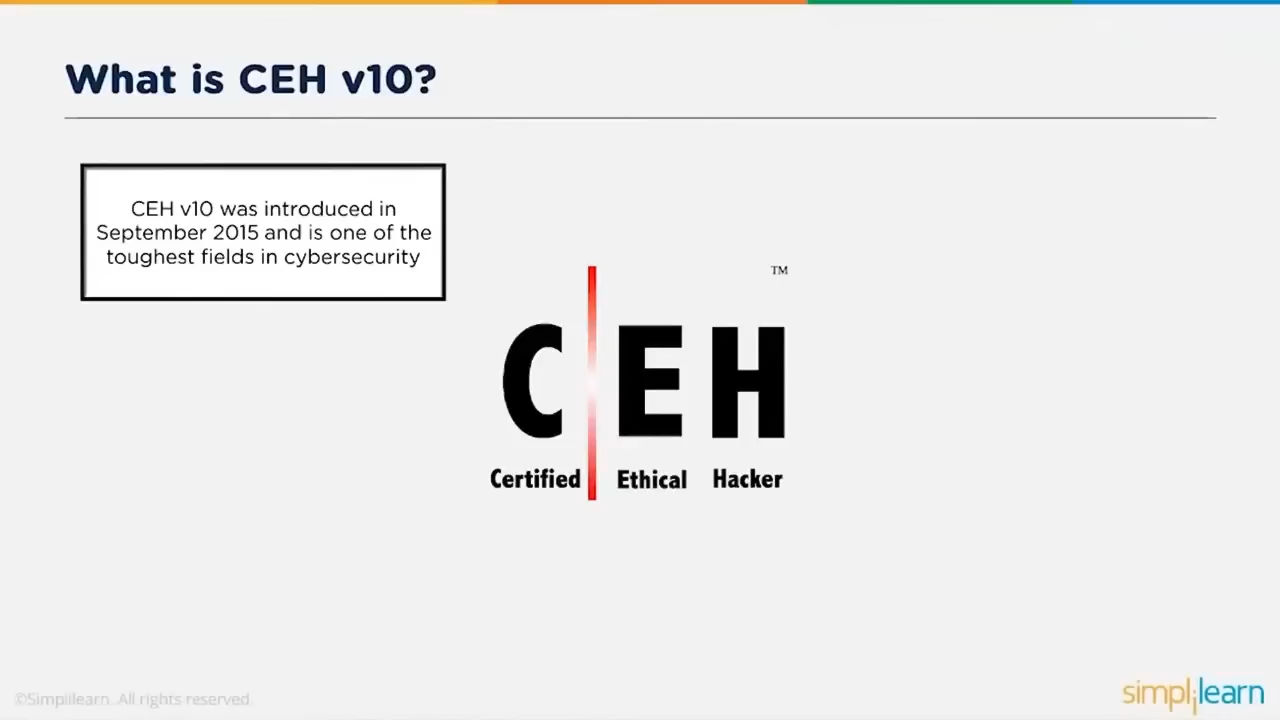 What is CEH v10?
CEH v10 was introduced in
September 2015 and is one of the
toughest fields in cybersecurity
TM
C EH
Certified Ethical Hacker
©Simplilearn. All rights reserved.
simplilearn